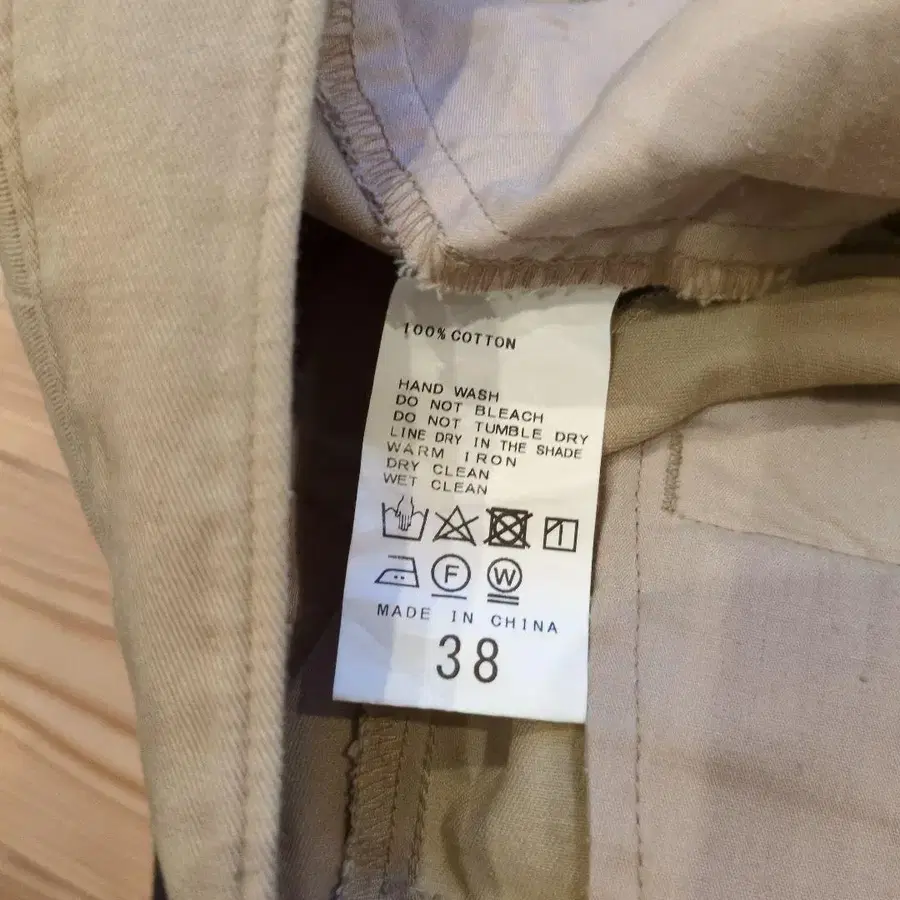 100% COTTON
HAND WASH
DO NOT BLEACH
DO NOT TUMBLE DRY
LINE DRY IN THE SHADE
WARM IRON
DRY CLEAN
WET CLEAN
F W
MADE IN CHINA
38